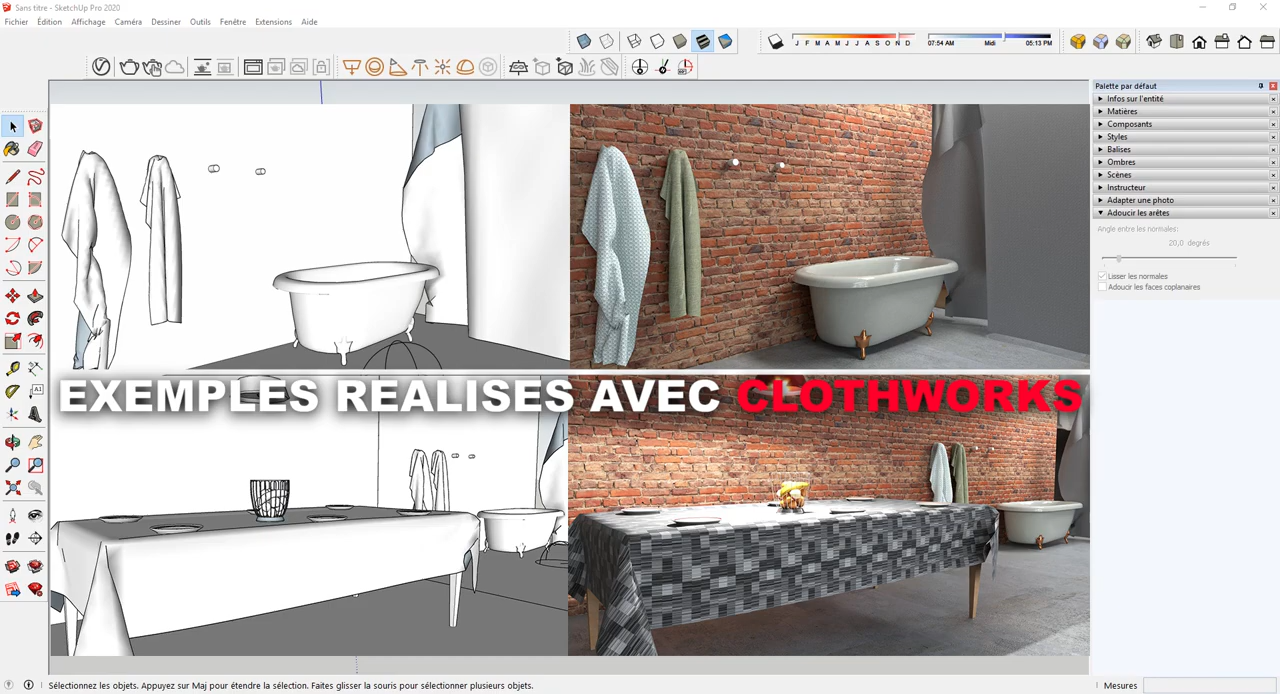 Sans titre - SketchUp Pro 2020
Fichier Édition Affichage Caméra Dessiner Outils Fenêtre Extensions Aide
J F M A M J J A S O N D
07:54 AM Midi 05:13 PM
Palette par défaut
Infos sur l'entité
Matières
Composants
Styles
Balises
Ombres
Scènes
Instructeur
Adapter une photo
Adoucir les arêtes
Angle entre les normales:
20,0 degrés
Lisser les normales
Adoucir les faces coplanaires
EXEMPLES REALISES AVEC CLOTHWORKS
A1
Sélectionnez les objets. Appuyez sur Maj pour étendre la sélection. Faites glisser la souris pour sélectionner plusieurs objets.
Mesures